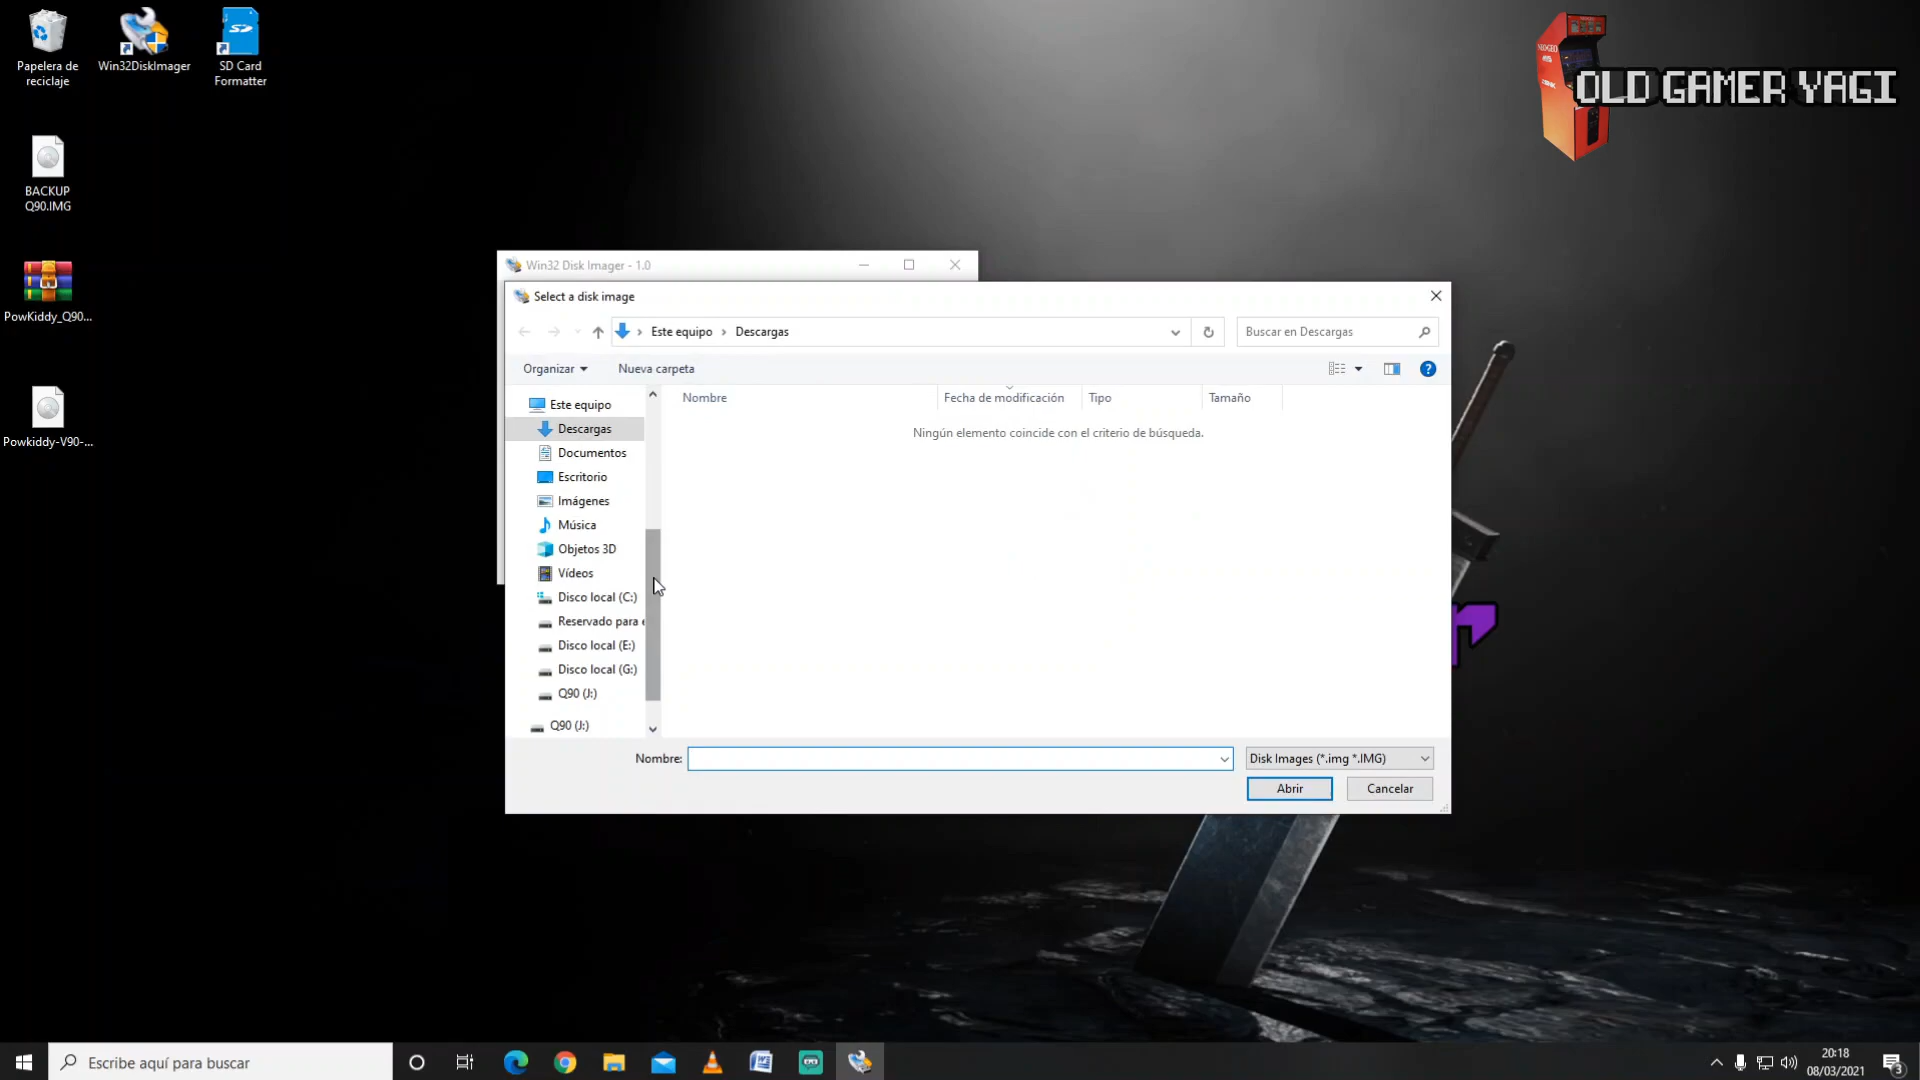 Papelera de
reciclaje
Win32DiskImager
SD Card
Formatter
BACKUP
Q90.IMG
PowKiddy_Q90...
Powkiddy-V90-...
NEOGEO
OLD GAMER YAGI
Win32 Disk Imager - 1.0
Select a disk image
Este equipo
Descargas
Buscar en Descargas
Organizar
Nueva carpeta
Nombre
Fecha de modificación
Tipo
Tamaño
Ningún elemento coincide con el criterio de búsqueda.
Este equipo
Descargas
Documentos
Escritorio
Imágenes
Música
Objetos 3D
Vídeos
Disco local (C:)
Reservado para e
Disco local (E:)
Disco local (G:)
Q90 (J:)
Q90 (J:)
Nombre:
Disk Images (*.img *.IMG)
Abrir
Cancelar
r
Escribe aquí para buscar
20:18
08/03/2021
3